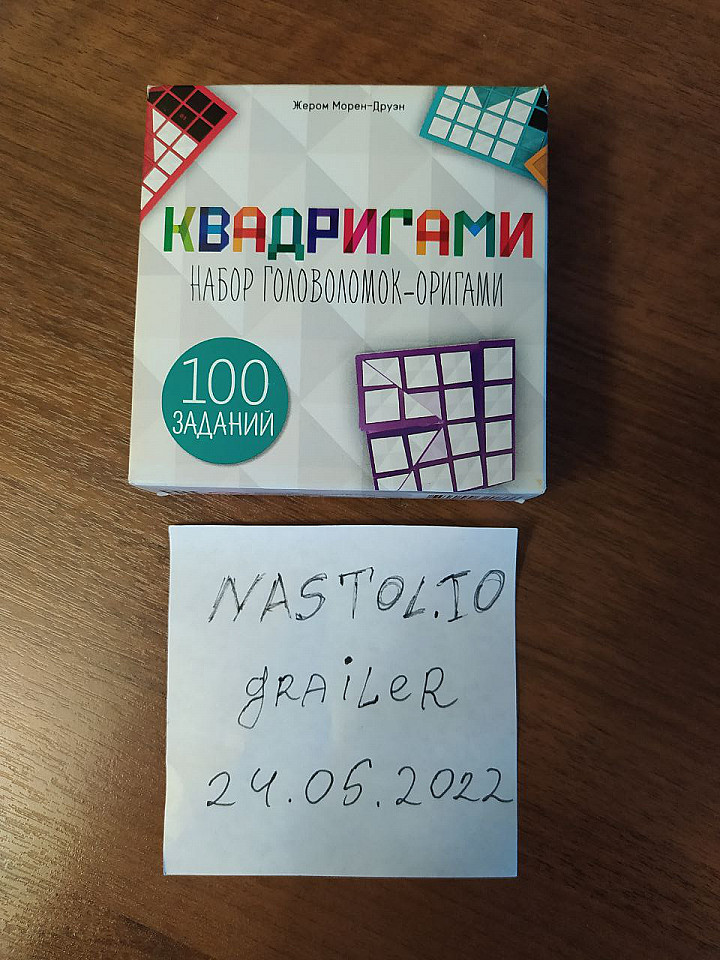 Жером Морен-Друэн
КВАДРИГАМИ
НАБОР ГОЛОВОЛОМОК-ОРИГАМИ
100
ЗАДАНИЙ
NASTOL.IO
gRAiLeR
24.05.2022